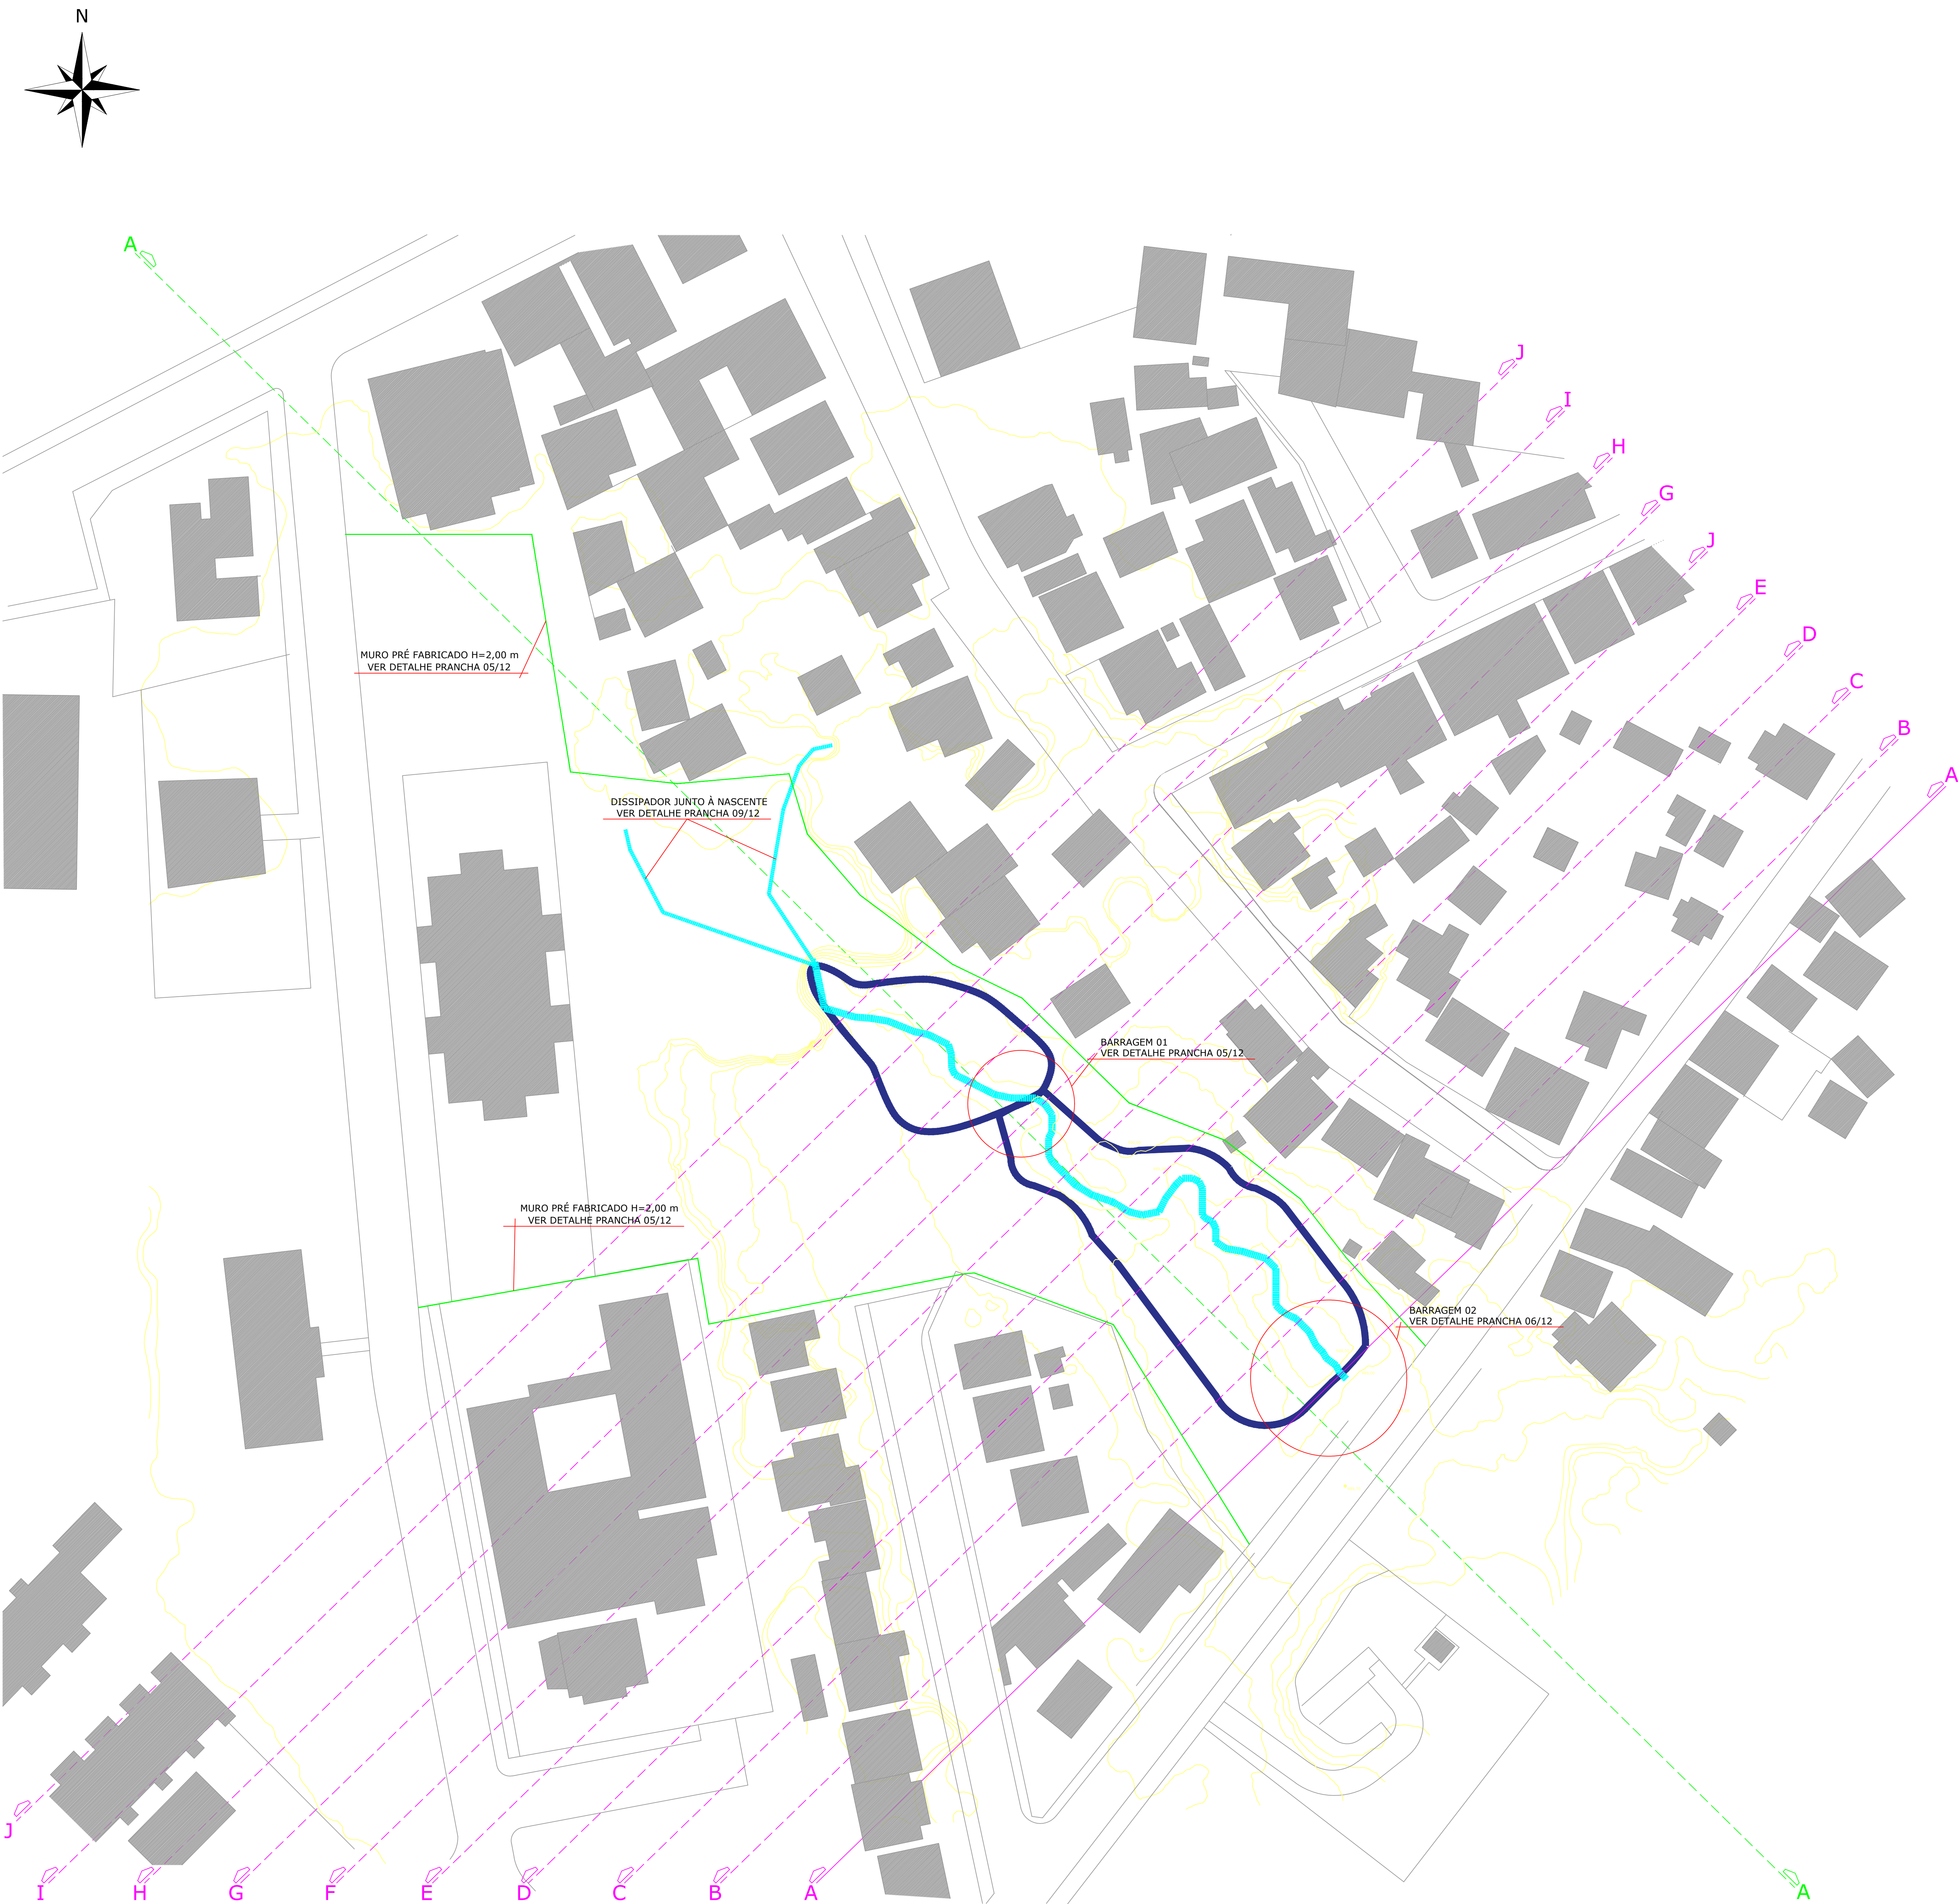 N
A
J
I
H
G
J
E
D
C
B
A
MURO PRÉ FABRICADO H=2,00 m
VER DETALHE PRANCHA 05/12
DISSIPADOR JUNTO À NASCENTE
VER DETALHE PRANCHA 09/12
BARRAGEM 01
VER DETALHE PRANCHA 05/12
MURO PRÉ FABRICADO H=2,00 m
VER DETALHE PRANCHA 05/12
BARRAGEM 02
VER DETALHE PRANCHA 06/12
J
I
H
G
F
E
D
C
B
A
A